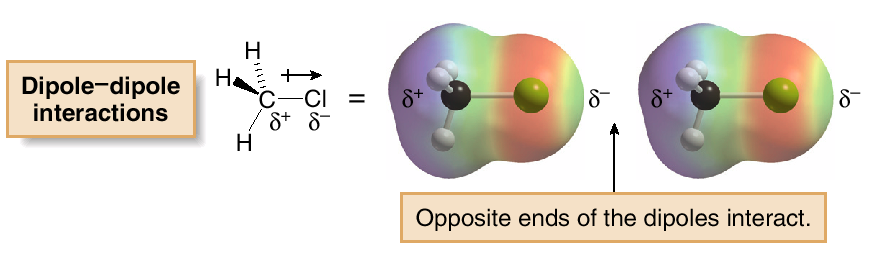 Dipole–dipole
interactions
H
H
C—Cl
δ+ δ−
H
=
δ+
δ−
δ+
δ−
Opposite ends of the dipoles interact.